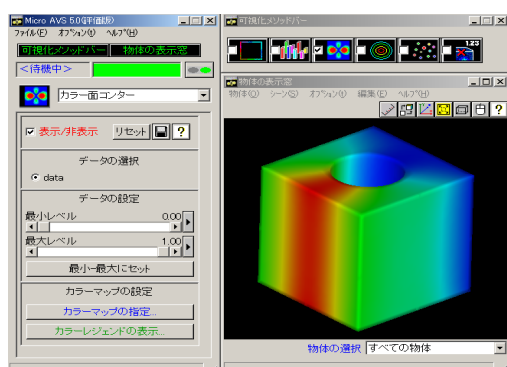 Micro AVS 5.0(評価版)
ファイル(F) オプション(O) ヘルプ(H)
可視化メソッドバー 物体の表示窓
<待機中>
カラー面コンター
表示/非表示 リセット ?
データの選択
data
データの設定
最小レベル 0.00
最大レベル 1.00
最小-最大にセット
カラーマップの設定
カラーマップの指定...
カラーレジェンドの表示...
可視化メソッドバー
1.23
物体の表示窓
物体(O) シーン(S) オプション(O) 編集(E) ヘルプ(H)
?
物体の選択 すべての物体